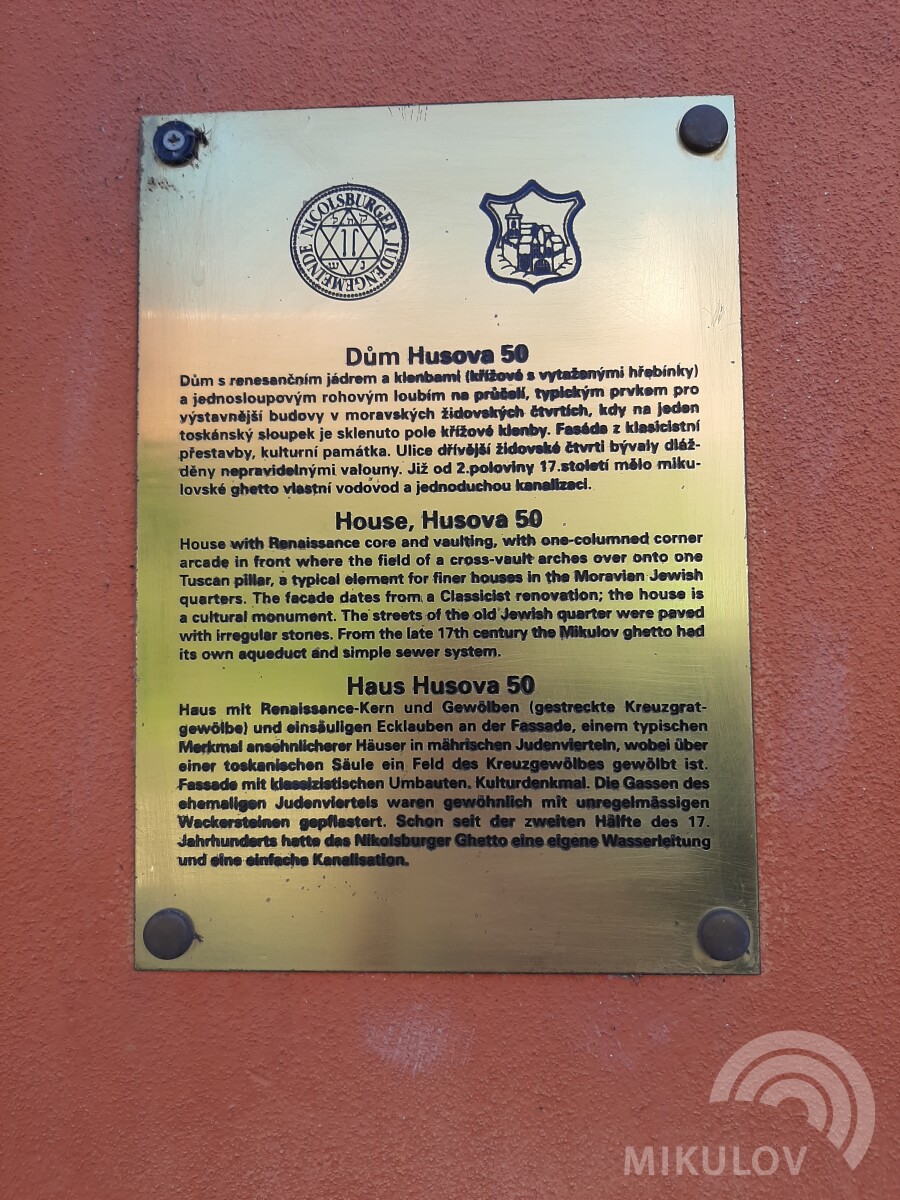 NICOLSBURGER JUDENGEMEINDE
Dům Husova 50
Dům s renesančním jádrem a klenbami (křížové s vytaženými hřebínky)
a jednosloupovým rohovým loubím na průčelí, typickým prvkem pro
výstavnější budovy v moravských židovských čtvrtích, kdy na jeden
toskánský sloupek je sklenuto pole křížové klenby. Fasáda z klasicistní
přestavby, kulturní památka. Ulice dřívější židovské čtvrti bývaly dláž-
děny nepravidelnými valouny. Již od 2.poloviny 17.století mělo miku-
lovské ghetto vlastní vodovod a jednoduchou kanalizaci.
House, Husova 50
House with Renaissance core and vaulting, with one-columned corner
arcade in front where the field of a cross-vault arches over onto one
Tuscan pillar, a typical element for finer houses in the Moravian Jewish
quarters. The facade dates from a Classicist renovation; the house is
a cultural monument. The streets of the old Jewish quarter were paved
with irregular stones. From the late 17th century the Mikulov ghetto had
its own aqueduct and simple sewer system.
Haus Husova 50
Haus mit Renaissance-Kern und Gewölben (gestreckte Kreuzgrat-
gewölbe) und einsäuligen Ecklauben an der Fassade, einem typischen
Merkmal ansehnlicherer Häuser in mährischen Judenvierteln, wobei über
einer toskanischen Säule ein Feld des Kreuzgewölbes gewölbt ist.
Fassade mit klassizistischen Umbauten. Kulturdenkmal. Die Gassen des
ehemaligen Judenviertels waren gewöhnlich mit unregelmässigen
Wackersteinen gepflastert. Schon seit der zweiten Hälfte des 17.
Jahrhunderts hatte das Nikolsburger Ghetto eine eigene Wasserleitung
und eine einfache Kanalisation.
MIKULOV